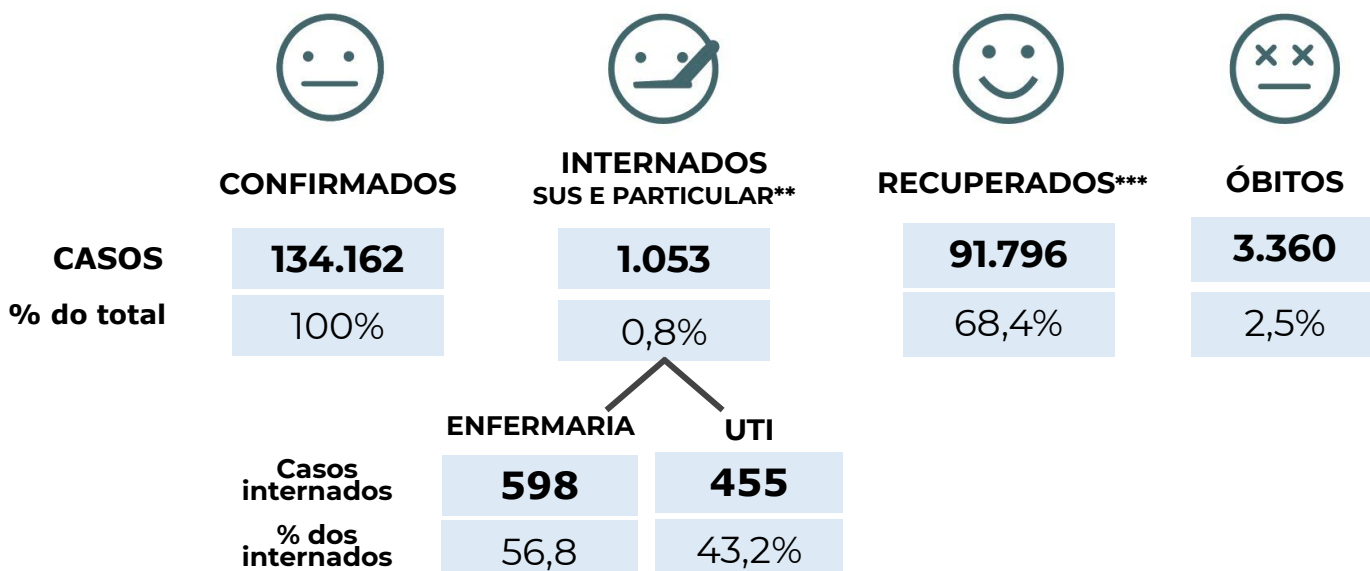 CONFIRMADOS
INTERNADOS
SUS E PARTICULAR**
RECUPERADOS***
ÓBITOS
CASOS
134.162
1.053
91.796
3.360
% do total
100%
0,8%
68,4%
2,5%
ENFERMARIA
UTI
Casos
internados
598
455
% dos
internados
56,8
43,2%